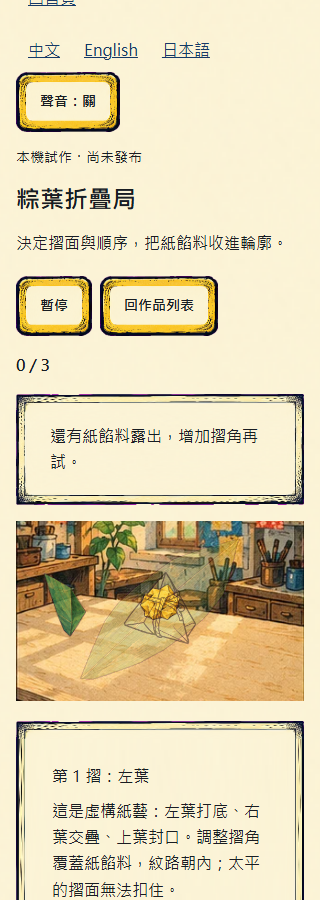 中文 English 日本語
聲音：關
本機試作・尚未發布
粽葉折疊局
決定摺面與順序，把紙餡料收進輪廓。
暫停 回作品列表
0 / 3
還有紙餡料露出，增加摺角再
試。
第 1 摺：左葉
這是虛構紙藝：左葉打底、右
葉交疊、上葉封口。調整摺角
覆蓋紙餡料，紋路朝內；太平
的摺面無法扣住。